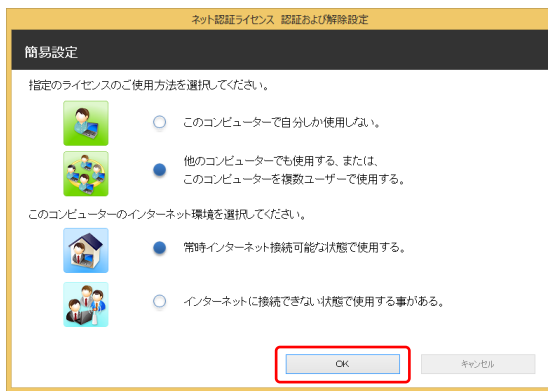 ネット認証ライセンス 認証および解除設定
簡易設定
指定のライセンスのご使用方法を選択してください。
このコンピューターで自分しか使用しない。
他のコンピューターでも使用する、または、
このコンピューターを複数ユーザーで使用する。
このコンピューターのインターネット環境を選択してください。
常時インターネット接続可能な状態で使用する。
インターネットに接続できない状態で使用する事がある。
OK
キャンセル